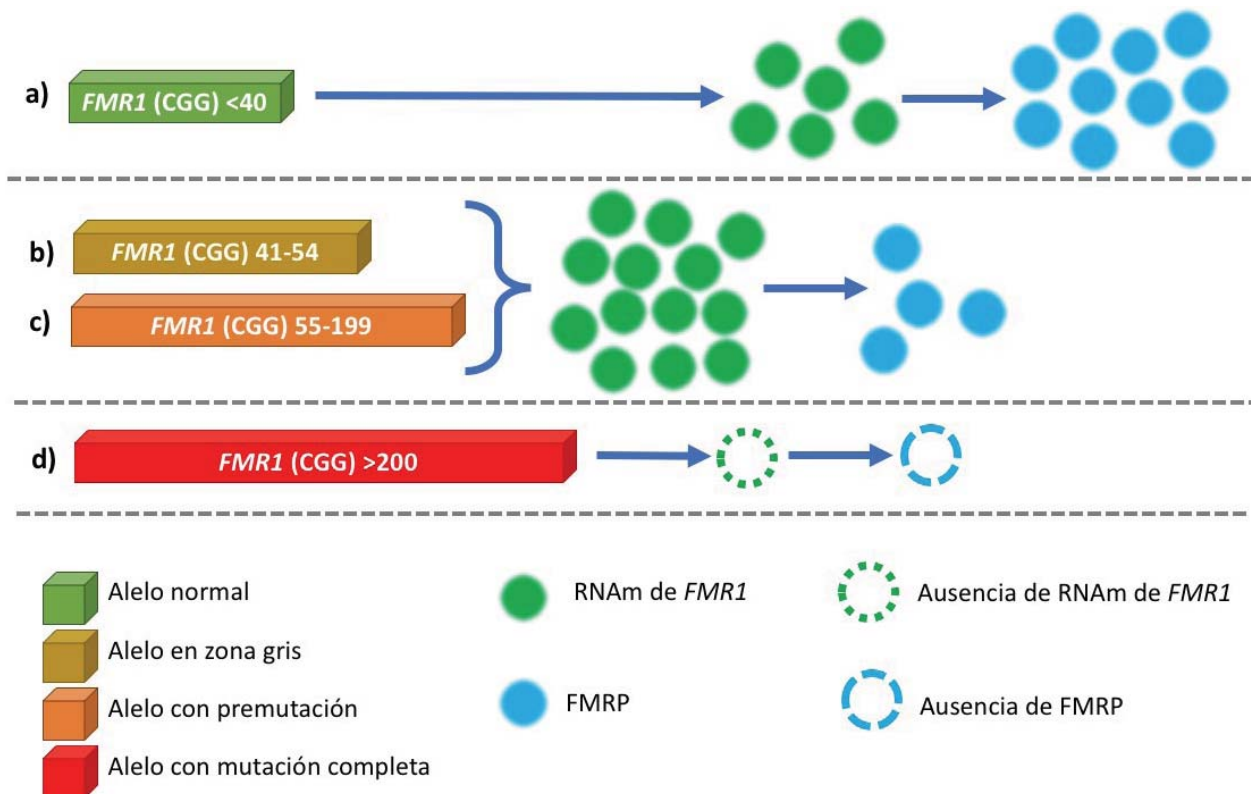 a)
FMR1 (CGG) <40
b)
FMR1 (CGG) 41-54
c)
FMR1 (CGG) 55-199
d)
FMR1 (CGG) >200
Alelo normal
Alelo en zona gris
Alelo con premutación
Alelo con mutación completa
RNAm de FMR1
FMRP
Ausencia de RNAm de FMR1
Ausencia de FMRP